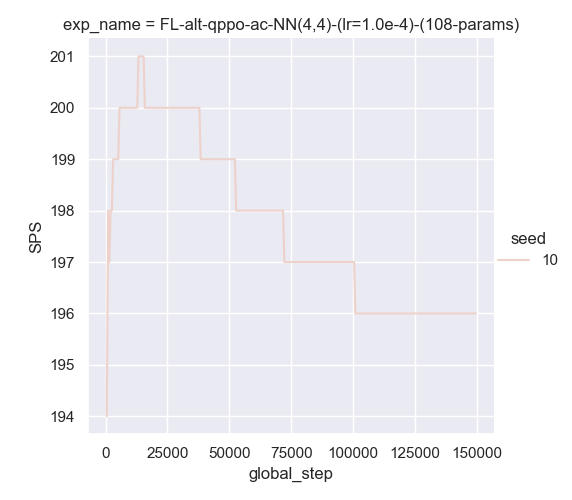 exp_name = FL-alt-qppo-ac-NN(4,4)-(lr=1.0e-4)-(108-params)
201
200
199
198
197
196
195
194
SPS
0 25000 50000 75000 100000 125000 150000
global_step
seed
10